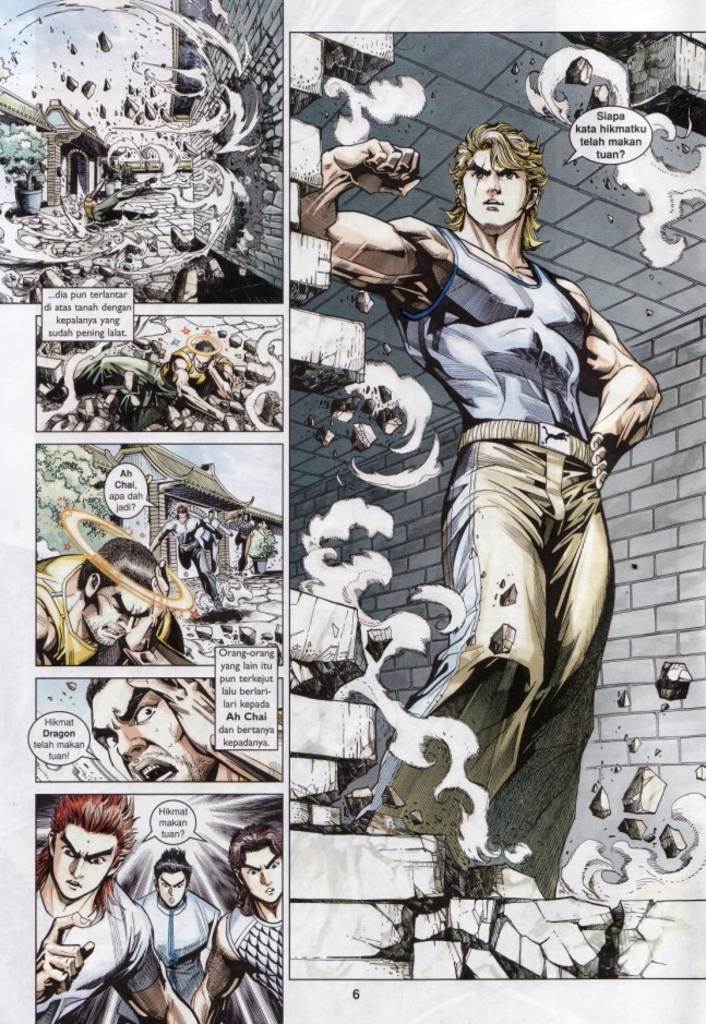 ...dia pun terlantar
di atas tanah dengan
kepalanya yang
sudah pening lalat.
Ah
Chai,
apa dah
jadi?
Orang-orang
yang lain itu
pun terkejut
lalu berlari-
lari kepada
Ah Chai
dan bertanya
kepadanya.
Hikmat
Dragon
telah makan
tuan!
Hikmat
makan
tuan?
Siapa
kata hikmatku
telah makan
tuan?
6